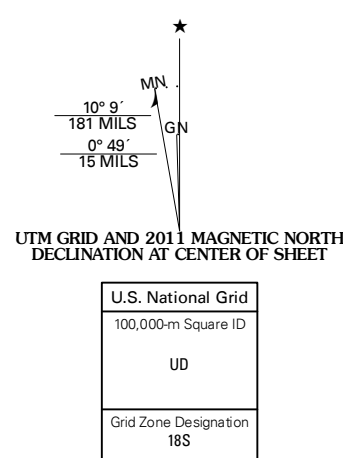 ★
MN
10° 9´
181 MILS
GN
0° 49´
15 MILS
UTM GRID AND 2011 MAGNETIC NORTH
DECLINATION AT CENTER OF SHEET
U.S. National Grid
100,000-m Square ID
UD
Grid Zone Designation
18S